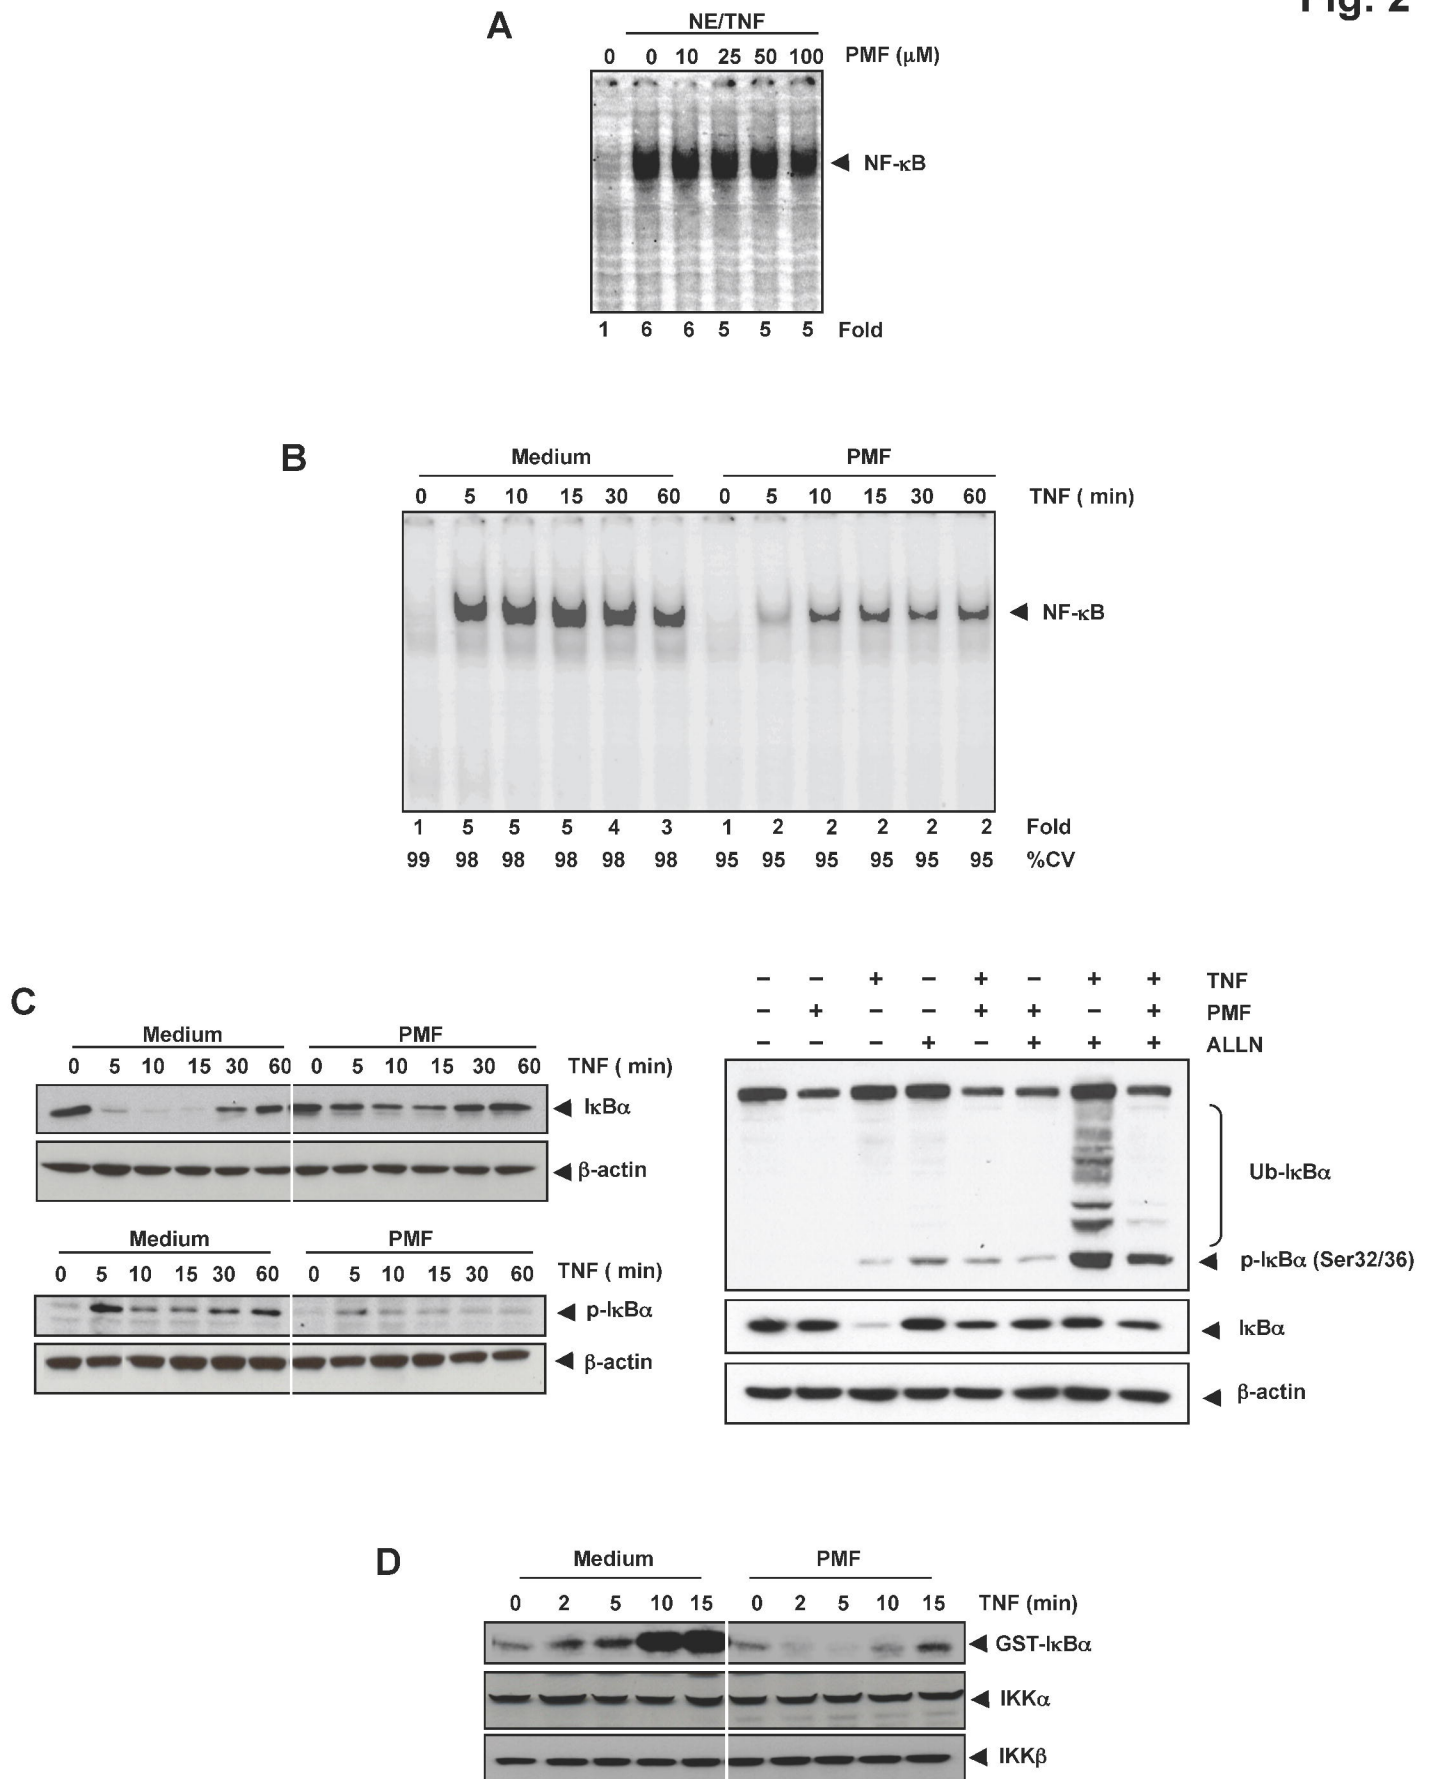 Fig. 2
A
NE/TNF
0 0 10 25 50 100 PMF (μM)
NF-κB
1 6 6 5 5 5 Fold
B
Medium PMF
0 5 10 15 30 60 0 5 10 15 30 60 TNF ( min)
NF-κB
1 5 5 5 4 3 1 2 2 2 2 2 Fold
99 98 98 98 98 98 95 95 95 95 95 95 %CV
C
Medium PMF
0 5 10 15 30 60 0 5 10 15 30 60 TNF ( min)
IκBα
β-actin
Medium PMF
0 5 10 15 30 60 0 5 10 15 30 60 TNF ( min)
p-IκBα
β-actin
– – + – + – + + TNF
– + – – + + – + PMF
– – – + – + + + ALLN
Ub-IκBα
p-IκBα (Ser32/36)
IκBα
β-actin
D
Medium PMF
0 2 5 10 15 0 2 5 10 15 TNF (min)
GST-IκBα
IKKα
IKKβ